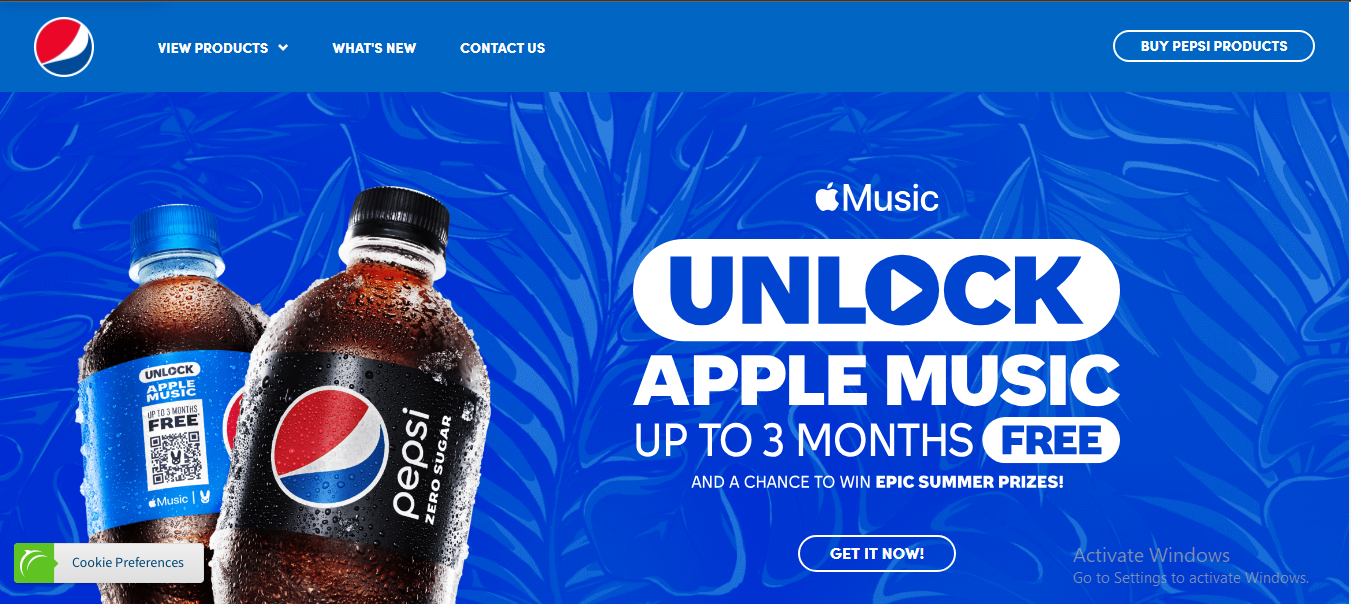 VIEW PRODUCTS
WHAT'S NEW
CONTACT US
BUY PEPSI PRODUCTS
Music
UNLOCK
APPLE MUSIC
UP TO 3 MONTHS FREE
AND A CHANCE TO WIN EPIC SUMMER PRIZES!
GET IT NOW!
UNLOCK
APPLE
MUSIC
UP TO 3 MONTHS
FREE
Music
pepsi
ZERO SUGAR
Cookie Preferences
Activate Windows
Go to Settings to activate Windows.